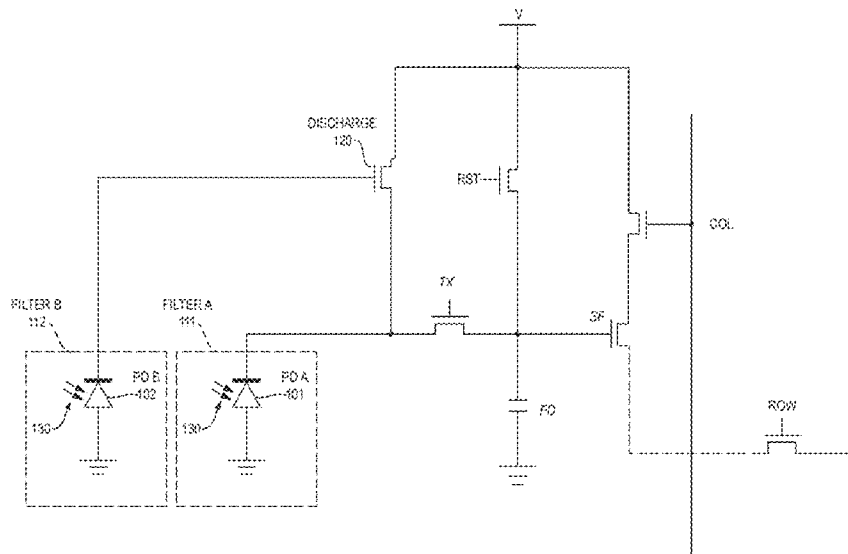 V
DISCHARGE
120
RST
COL
TX
SF
FILTER B
112
FILTER A
111
PD B
102
PD A
101
130
130
FD
ROW